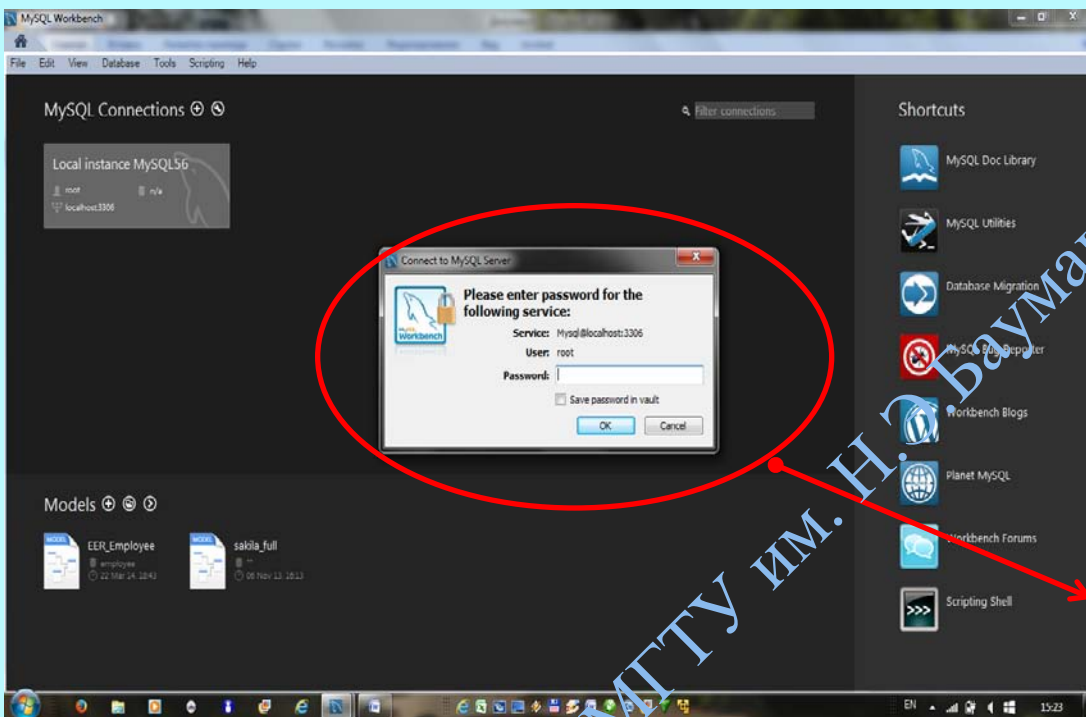 MySQL Workbench
File Edit View Database Tools Scripting Help
MySQL Connections
Filter connections
Shortcuts
Local instance MySQL56
root n/a
localhost:3306
MySQL Doc Library
MySQL Utilities
Database Migration
MySQL Bug Reporter
Workbench Blogs
Planet MySQL
Workbench Forums
Scripting Shell
Connect to MySQL Server
MySQL Workbench
Please enter password for the
following service:
Service: Mysql@localhost:3306
User: root
Password:
Save password in vault
OK Cancel
Models
MODEL
EER_Employee
employee
22 Mar 14, 18:43
MODEL
sakila_full
06 Nov 13, 16:13
МГТУ им. Н.Э.Баума
EN 15:23